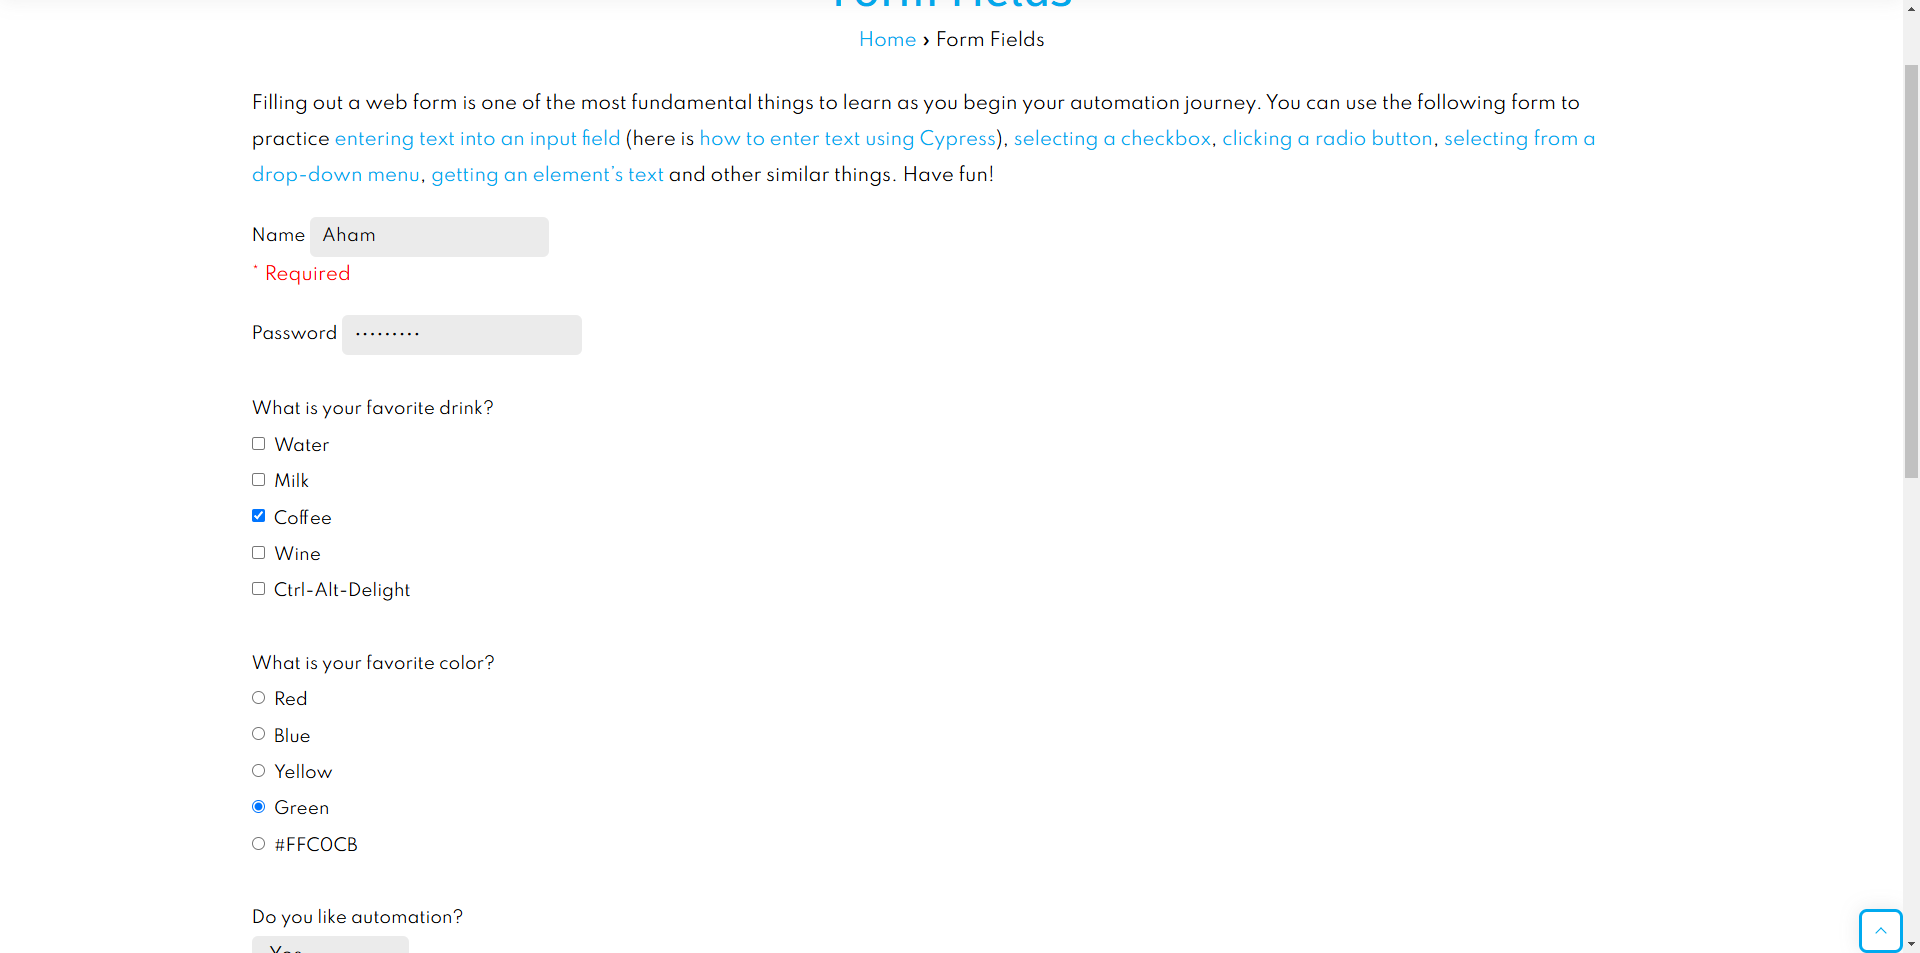 Form Fields
Home › Form Fields
Filling out a web form is one of the most fundamental things to learn as you begin your automation journey. You can use the following form to
practice entering text into an input field (here is how to enter text using Cypress), selecting a checkbox, clicking a radio button, selecting from a
drop-down menu, getting an element's text and other similar things. Have fun!
Name Aham
* Required
Password •••••••••
What is your favorite drink?
Water
Milk
Coffee
Wine
Ctrl-Alt-Delight
What is your favorite color?
Red
Blue
Yellow
Green
#FFC0CB
Do you like automation?
Yes